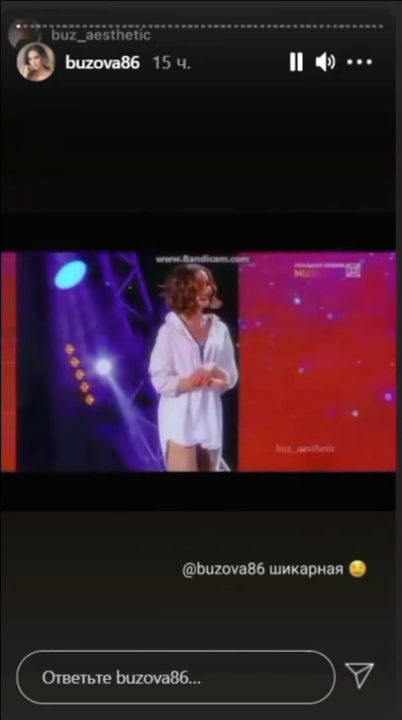 buz_aesthetic
buzova86 15 ч.
www.Bandicam.com
buz_aesthetic
@buzova86 шикарная 🤤
Ответьте buzova86...